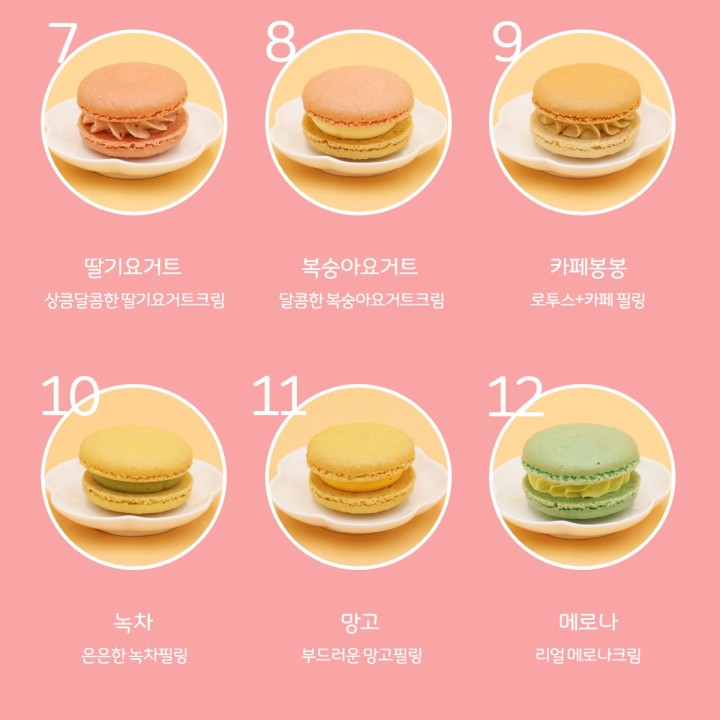 7
8
9
딸기요거트
복숭아요거트
카페봉봉
상큼달콤한 딸기요거트크림
달콤한 복숭아요거트크림
로투스+카페 필링
10
11
12
녹차
망고
메로나
은은한 녹차필링
부드러운 망고필링
리얼 메로나크림